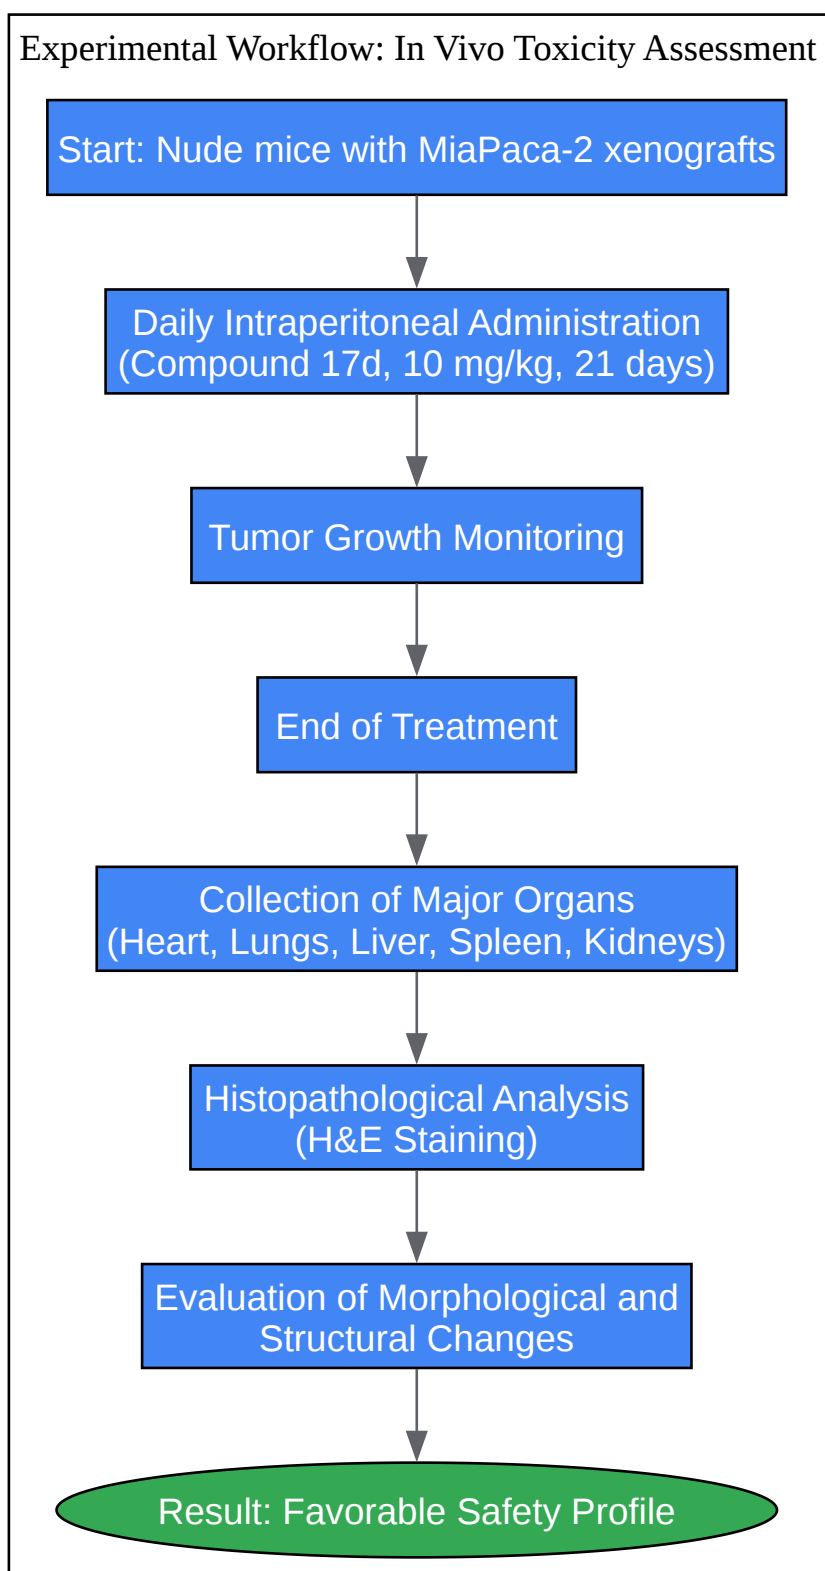 Experimental Workflow: In Vivo Toxicity Assessment
Start: Nude mice with MiaPaca-2 xenografts
Daily Intraperitoneal Administration
(Compound 17d, 10 mg/kg, 21 days)
Tumor Growth Monitoring
End of Treatment
Collection of Major Organs
(Heart, Lungs, Liver, Spleen, Kidneys)
Histopathological Analysis
(H&E Staining)
Evaluation of Morphological and
Structural Changes
Result: Favorable Safety Profile